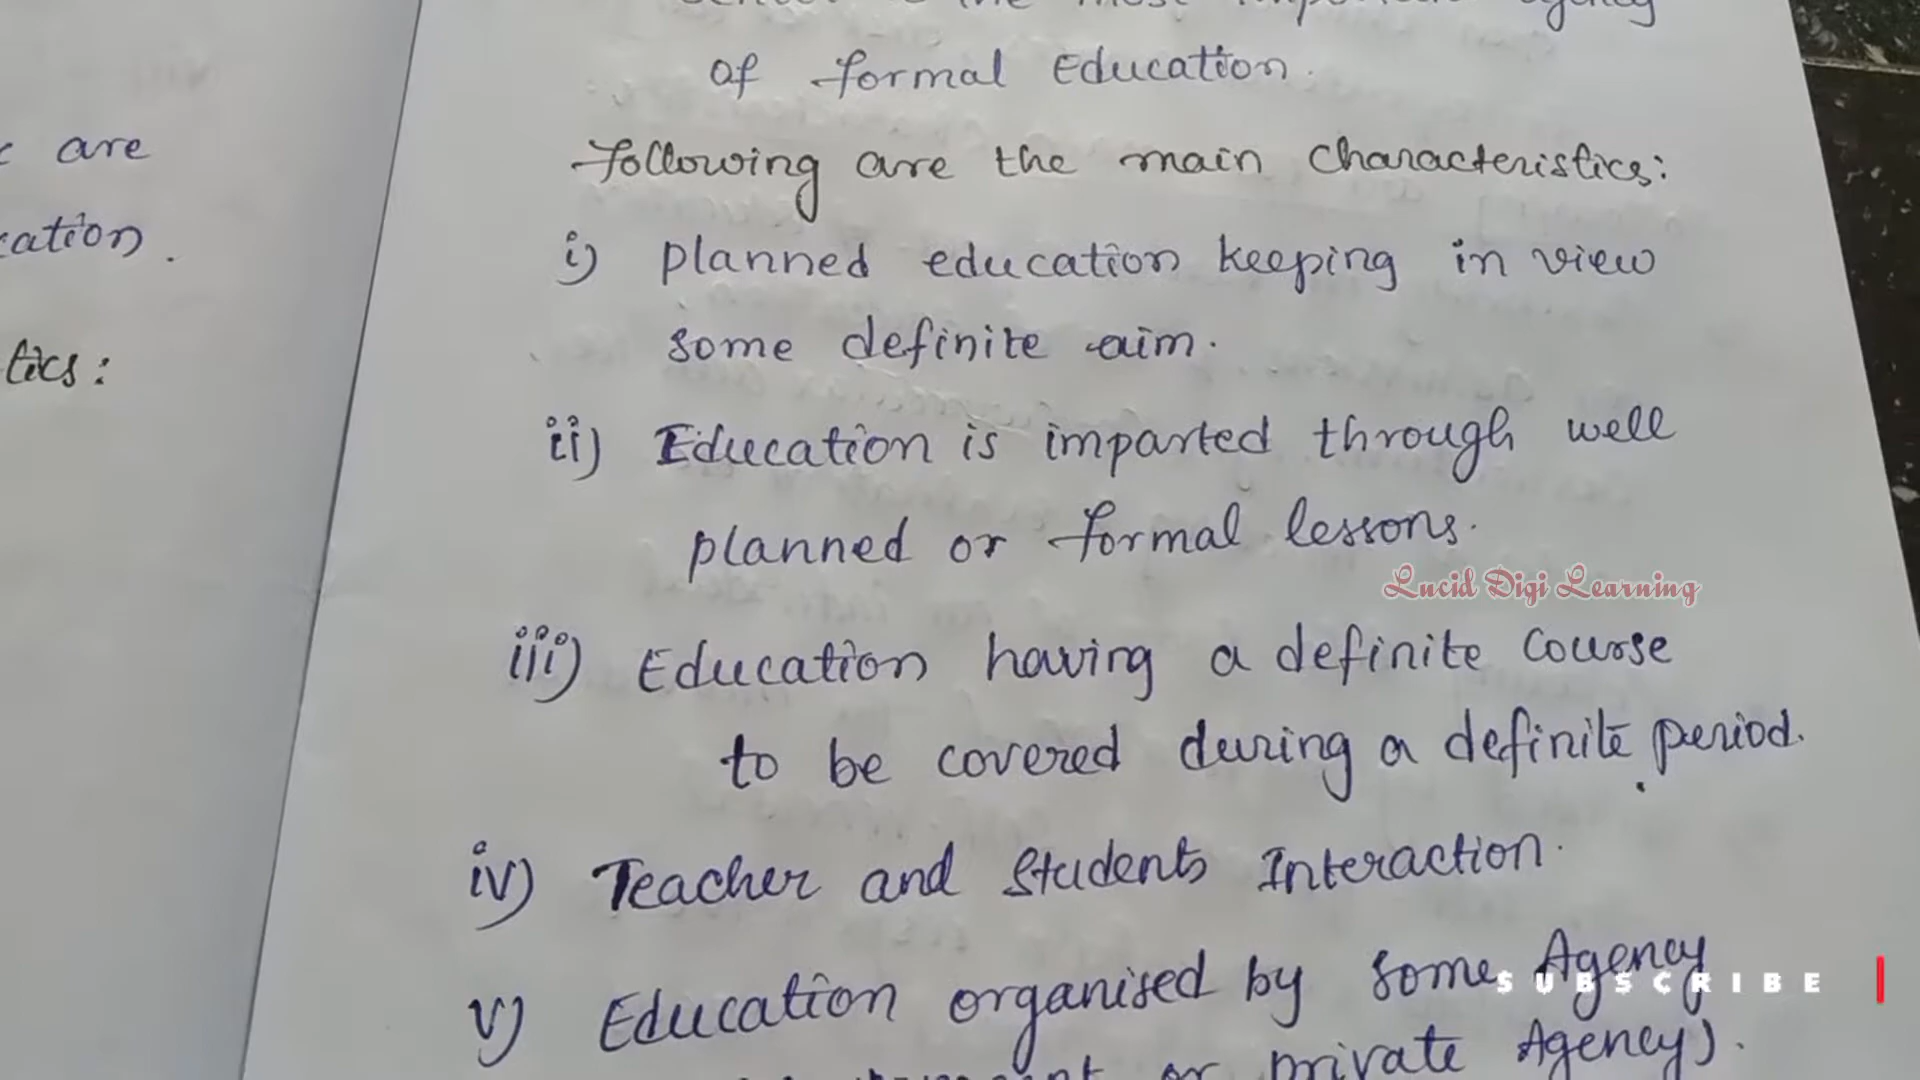 are
of formal Education.
following are the main characteristics:
i) planned education keeping in view
some definite aim.
ii) Education is imparted through well
planned or formal lessons.
Lucid Digi Learning
iii) Education having a definite course
to be covered during a definite period.
iv) Teacher and Students Interaction.
v) Education organised by some Agency
SUBSCRIBE
or private Agency).